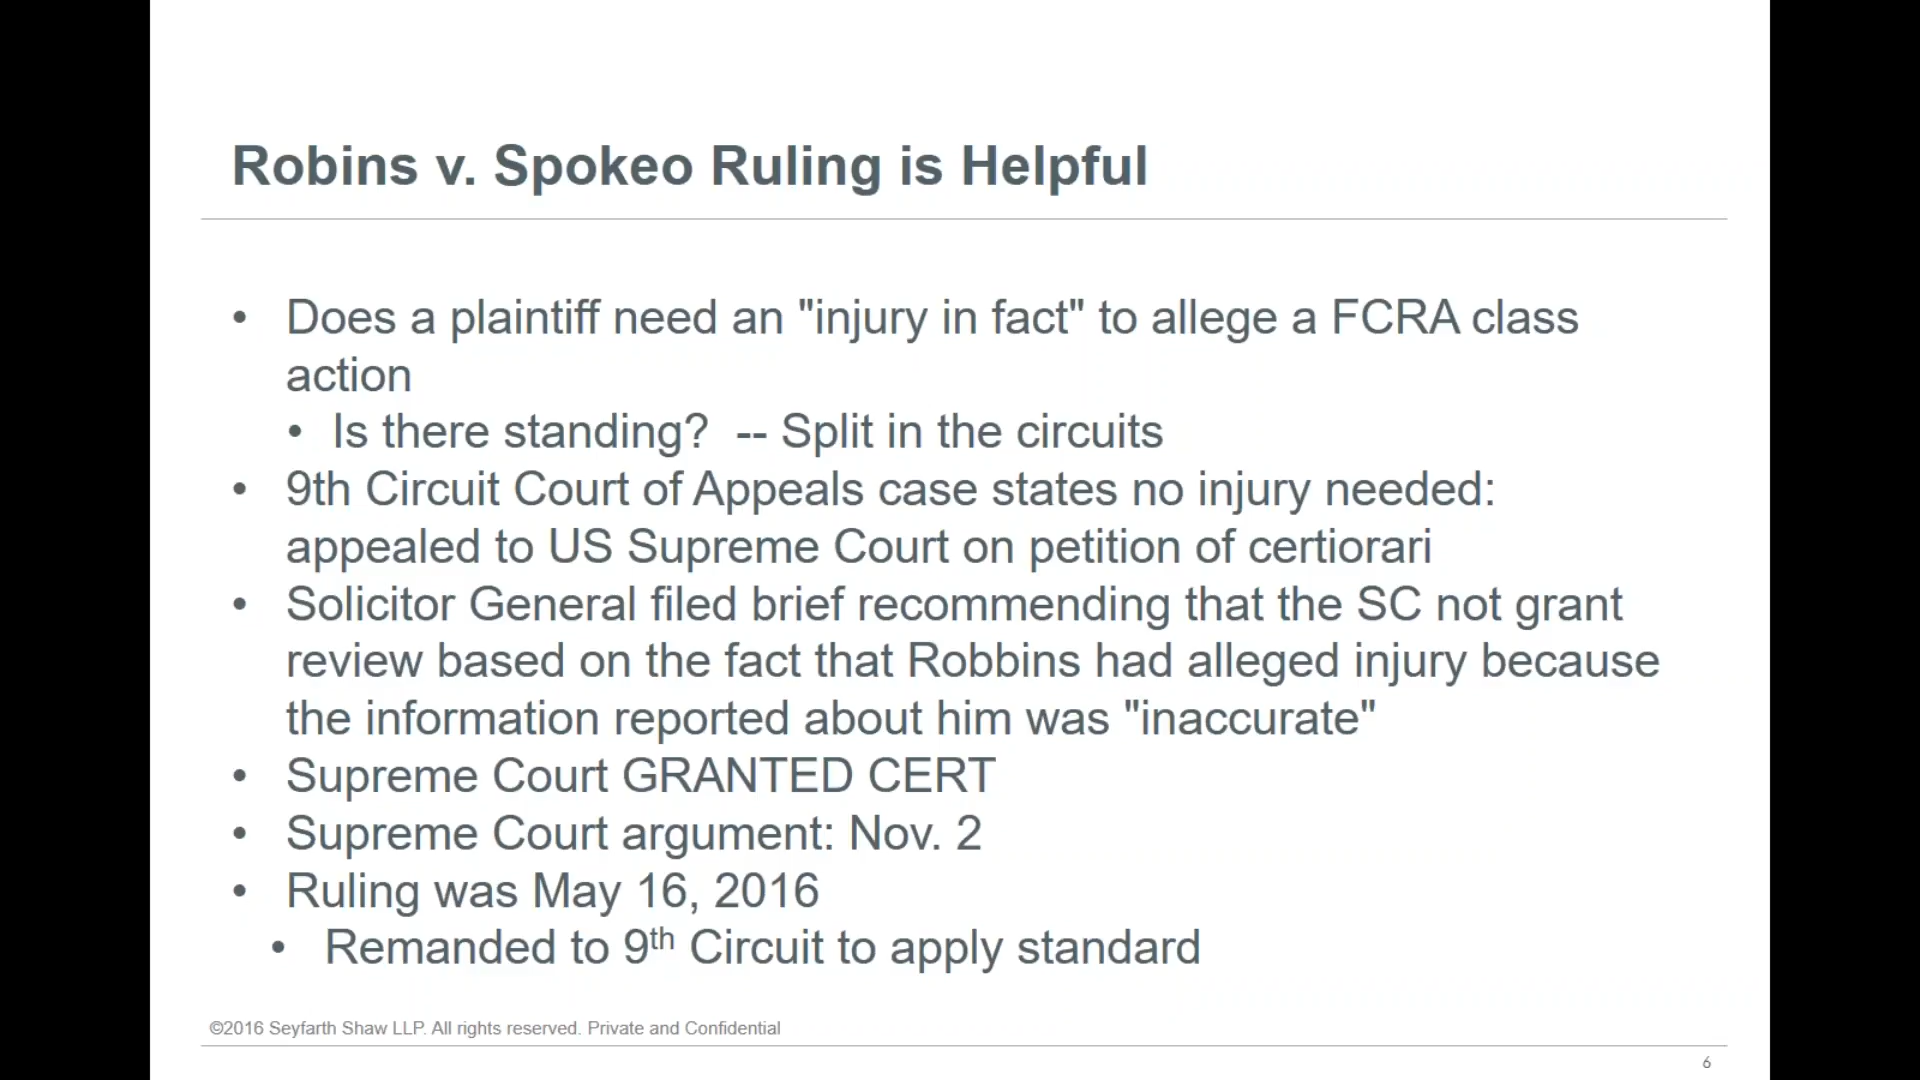 Robins v. Spokeo Ruling is Helpful
• Does a plaintiff need an "injury in fact" to allege a FCRA class
action
• Is there standing?  -- Split in the circuits
• 9th Circuit Court of Appeals case states no injury needed:
appealed to US Supreme Court on petition of certiorari
• Solicitor General filed brief recommending that the SC not grant
review based on the fact that Robbins had alleged injury because
the information reported about him was "inaccurate"
• Supreme Court GRANTED CERT
• Supreme Court argument: Nov. 2
• Ruling was May 16, 2016
• Remanded to 9th Circuit to apply standard
©2016 Seyfarth Shaw LLP. All rights reserved. Private and Confidential
6